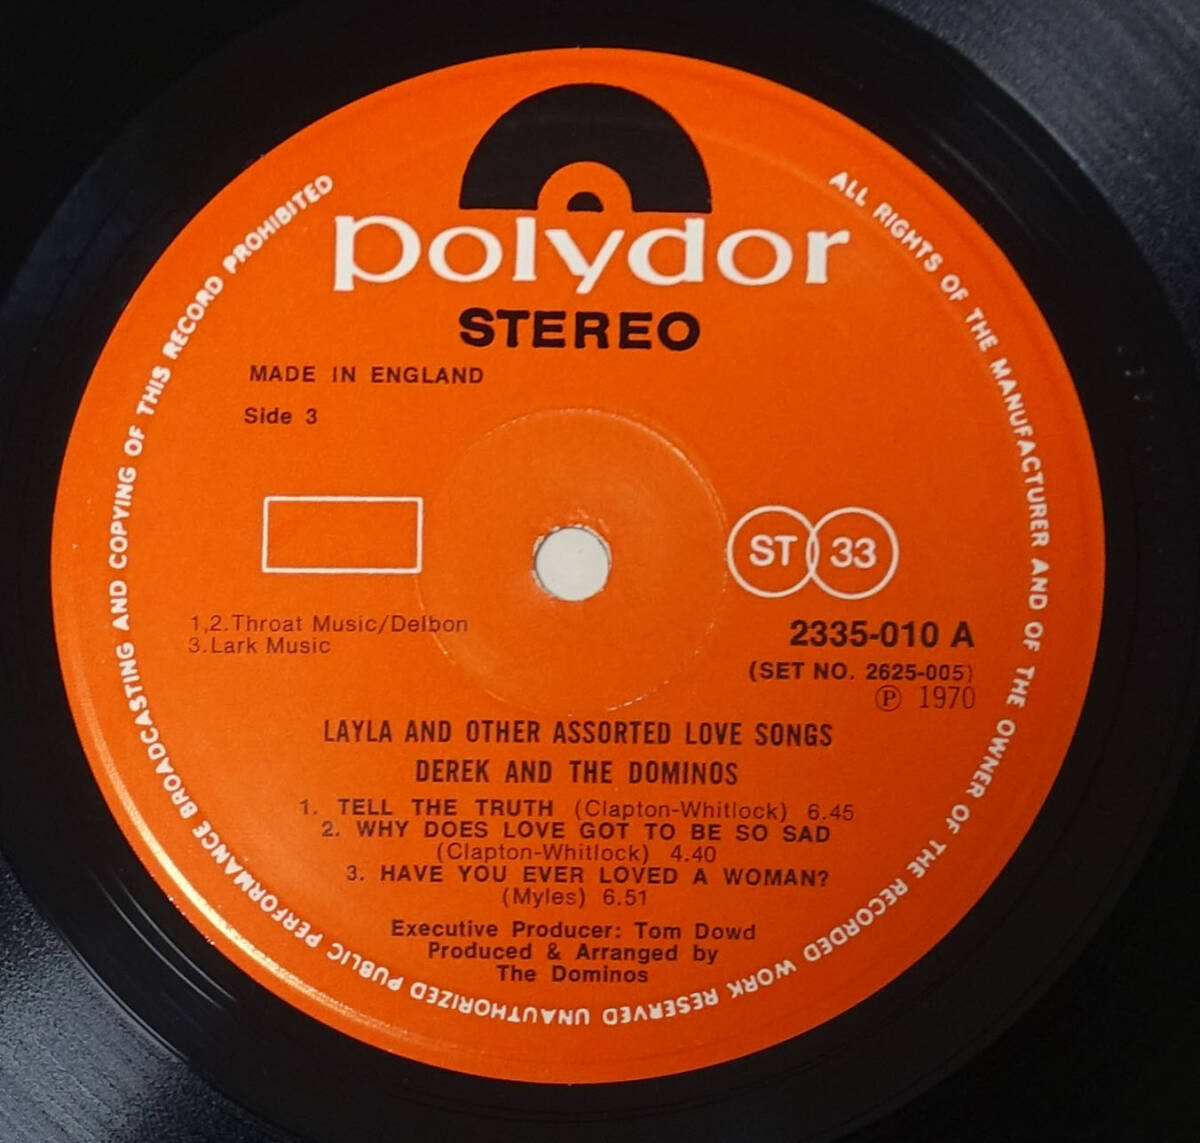 polydor
STEREO
MADE IN ENGLAND
Side 3
ST 33
1,2.Throat Music/Delbon
3.Lark Music
2335-010 A
(SET NO. 2625-005)
Ⓟ 1970
LAYLA AND OTHER ASSORTED LOVE SONGS
DEREK AND THE DOMINOS
1. TELL THE TRUTH (Clapton-Whitlock) 6.45
2. WHY DOES LOVE GOT TO BE SO SAD
(Clapton-Whitlock) 4.40
3. HAVE YOU EVER LOVED A WOMAN?
(Myles) 6.51
Executive Producer: Tom Dowd
Produced & Arranged by
The Dominos
ALL RIGHTS OF THE MANUFACTURER AND OF THE OWNER OF THE RECORDED WORK RESERVED UNAUTHORIZED PUBLIC PERFORMANCE BROADCASTING AND COPYING OF THIS RECORD PROHIBITED